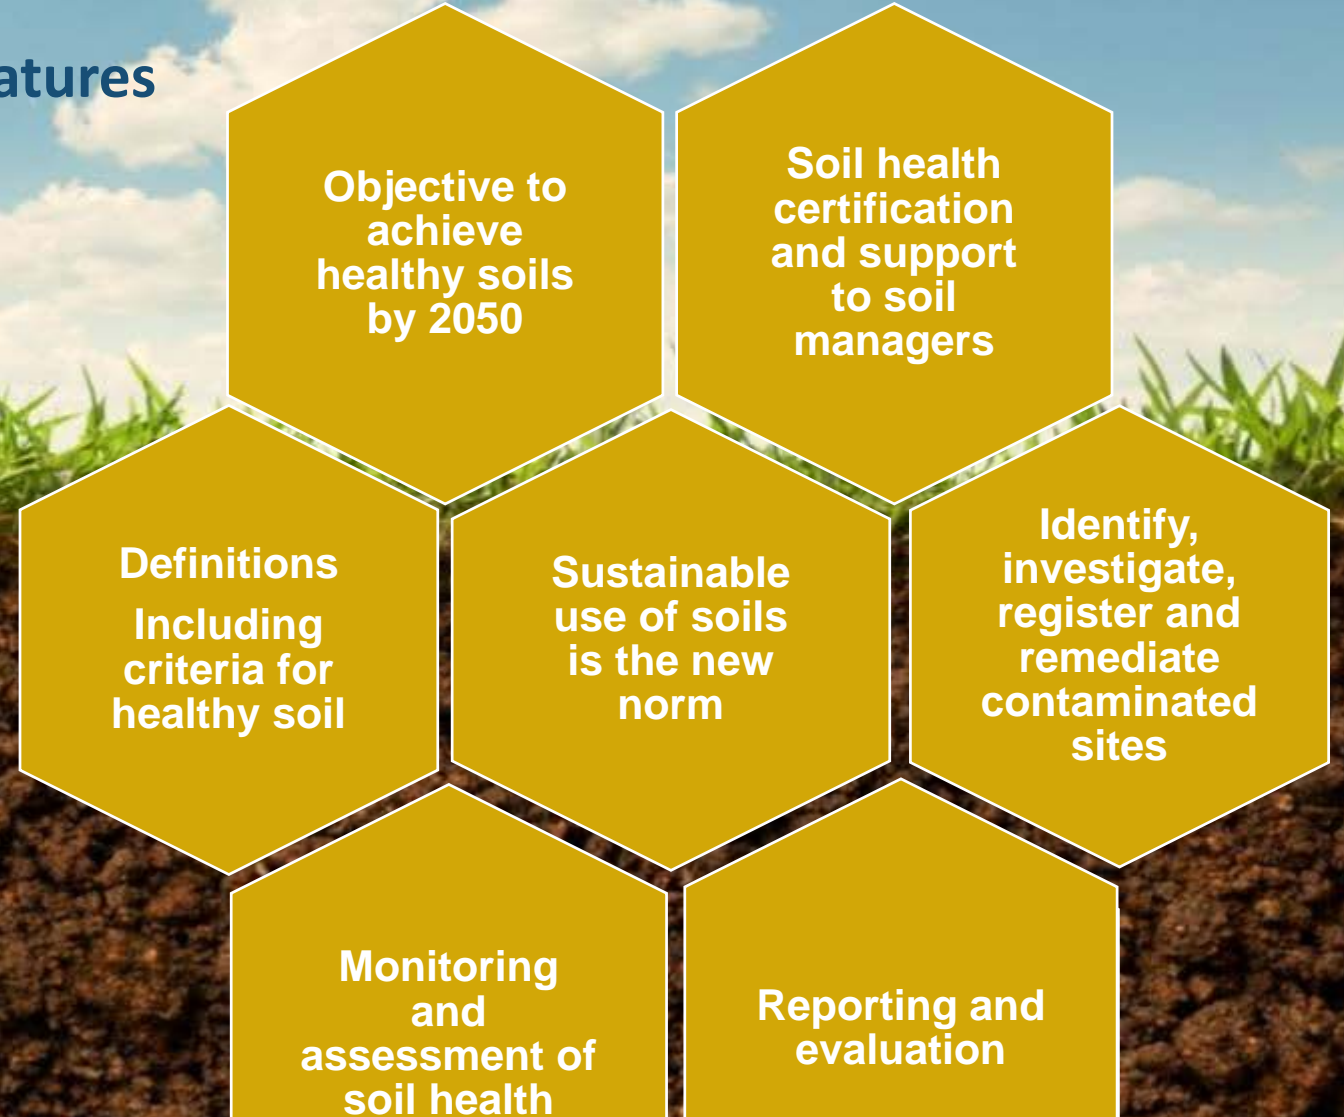 atures
Objective to
achieve
healthy soils
by 2050
Soil health
certification
and support
to soil
managers
Definitions
Including
criteria for
healthy soil
Sustainable
use of soils
is the new
norm
Identify,
investigate,
register and
remediate
contaminated
sites
Monitoring
and
assessment of
soil health
Reporting and
evaluation